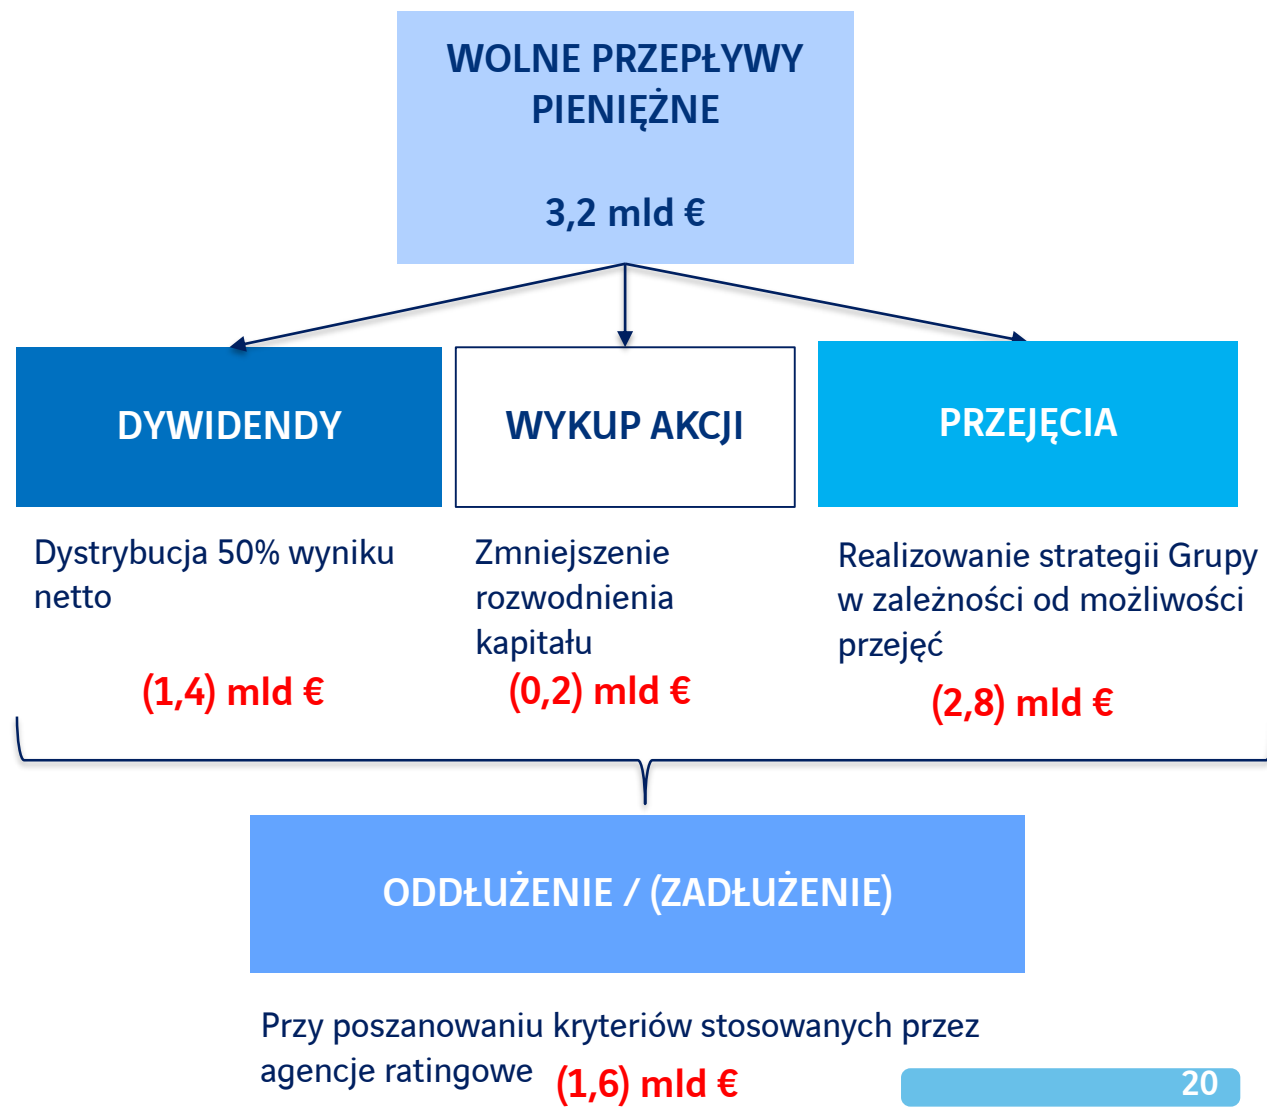 WOLNE PRZEPŁYWY
PIENIĘŻNE
3,2 mld €
DYWIDENDY
WYKUP AKCJI
PRZEJĘCIA
Dystrybucja 50% wyniku
netto
(1,4) mld €
Zmniejszenie
rozwodnienia
kapitału
(0,2) mld €
Realizowanie strategii Grupy
w zależności od możliwości
przejęć
(2,8) mld €
ODDŁUŻENIE / (ZADŁUŻENIE)
Przy poszanowaniu kryteriów stosowanych przez
agencje ratingowe (1,6) mld €
20